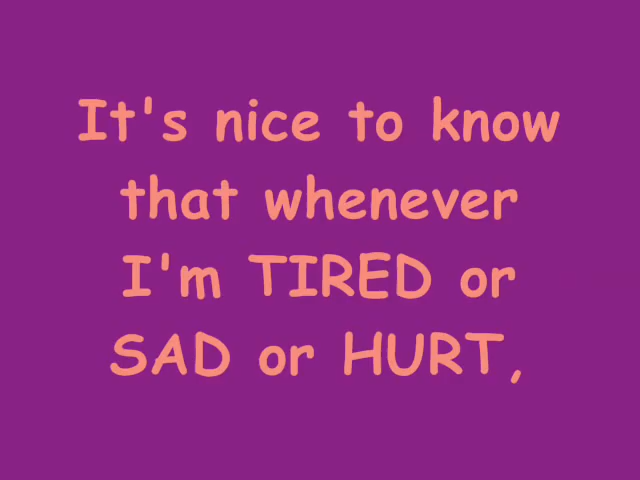 It's nice to know
that whenever
I'm TIRED or
SAD or HURT,